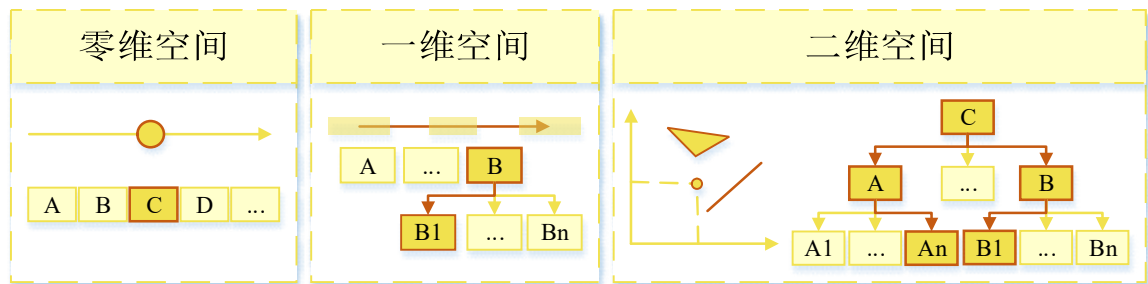 零维空间
A B C D ...
一维空间
A ... B
B1 ... Bn
二维空间
C
A ... B
A1 ... An B1 ... Bn